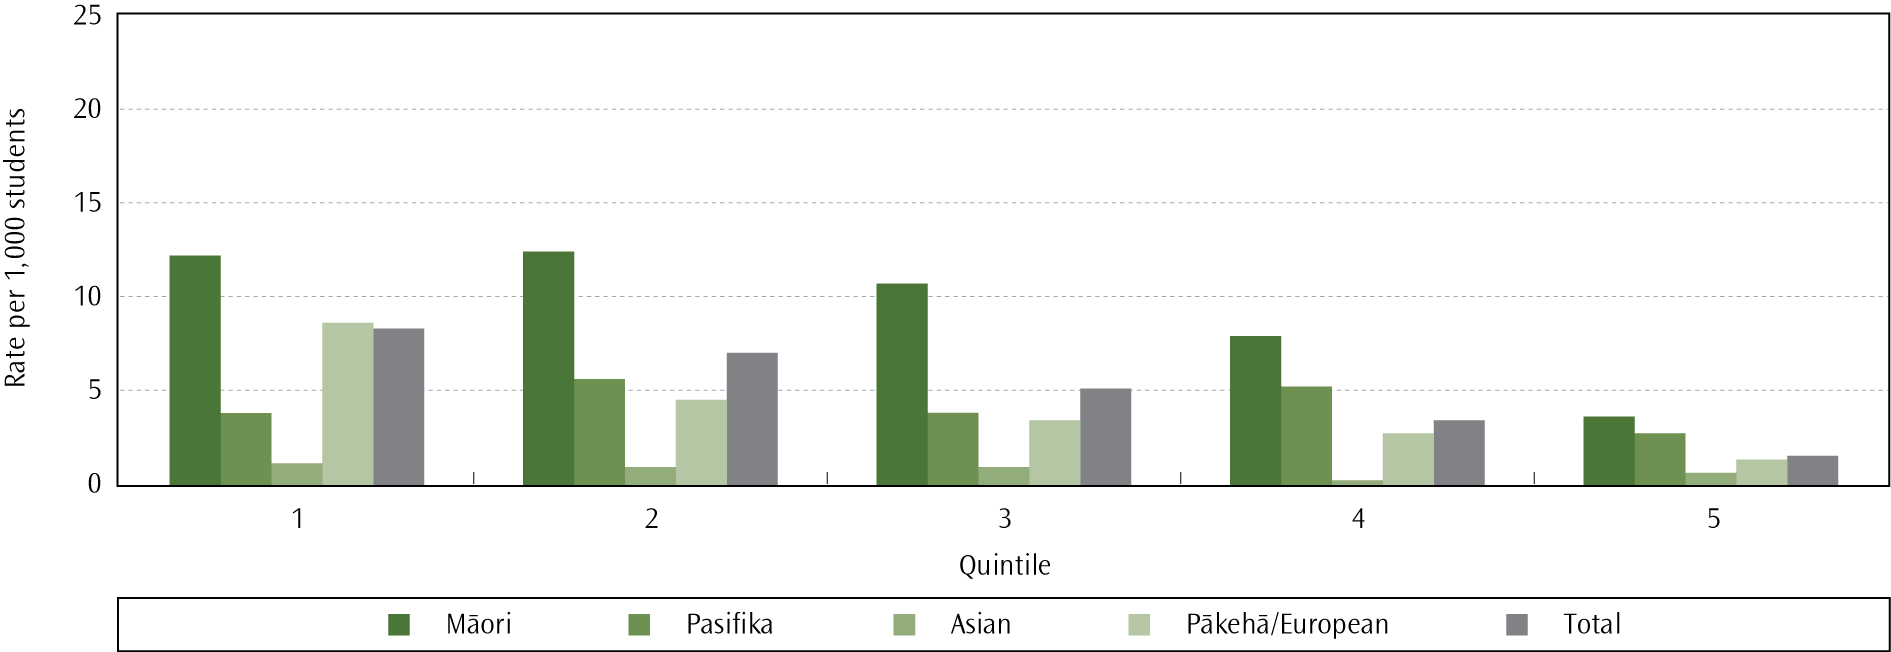 25
20
15
10
5
0
Rate per 1,000 students
1 2 3 4 5
Quintile
Māori Pasifika Asian Pākehā/European Total